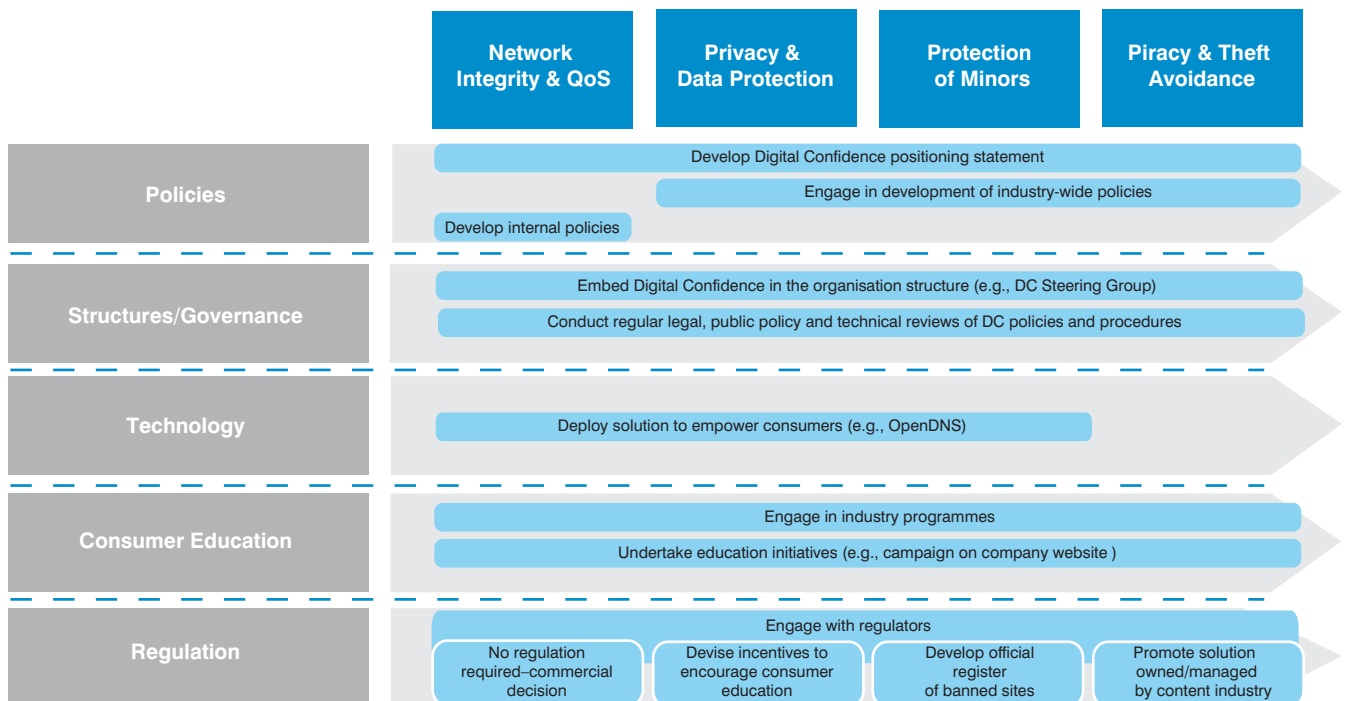 Network
Integrity & QoS
Privacy &
Data Protection
Protection
of Minors
Piracy & Theft
Avoidance
Policies
Develop Digital Confidence positioning statement
Engage in development of industry-wide policies
Develop internal policies
Structures/Governance
Embed Digital Confidence in the organisation structure (e.g., DC Steering Group)
Conduct regular legal, public policy and technical reviews of DC policies and procedures
Technology
Deploy solution to empower consumers (e.g., OpenDNS)
Consumer Education
Engage in industry programmes
Undertake education initiatives (e.g., campaign on company website )
Regulation
Engage with regulators
No regulation
required–commercial
decision
Devise incentives to
encourage consumer
education
Develop official
register
of banned sites
Promote solution
owned/managed
by content industry